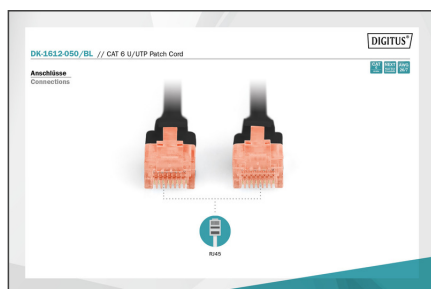 DIGITUS®
DK-1612-050/BL // CAT 6 U/UTP Patch Cord
Anschlüsse
Connections
RJ45